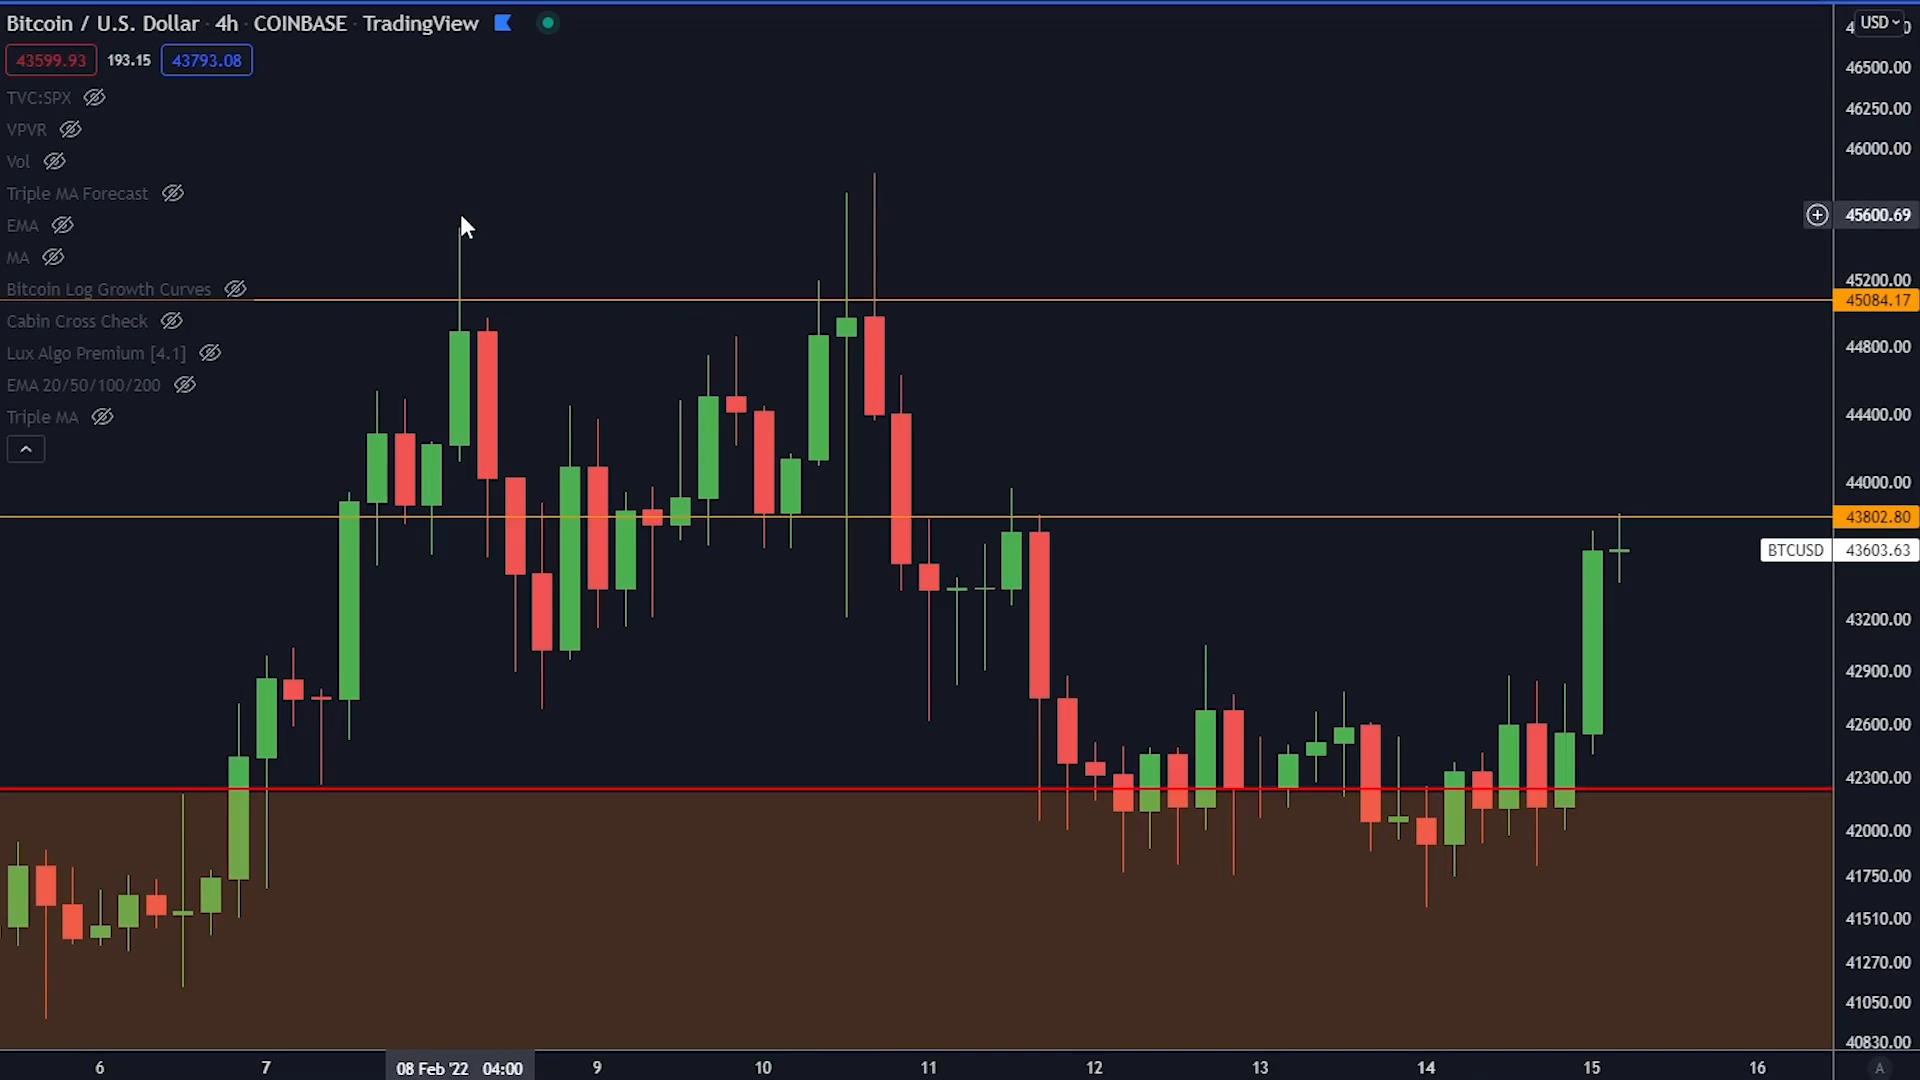 Bitcoin / U.S. Dollar · 4h · COINBASE · TradingView
43599.93 193.15 43793.08
TVC:SPX
VPVR
Vol
Triple MA Forecast
EMA
MA
Bitcoin Log Growth Curves
Cabin Cross Check
Lux Algo Premium [4.1]
EMA 20/50/100/200
Triple MA
USD
46500.00
46250.00
46000.00
45600.69
45200.00
45084.17
44800.00
44400.00
44000.00
43802.80
BTCUSD 43603.63
43200.00
42900.00
42600.00
42300.00
42000.00
41750.00
41510.00
41270.00
41050.00
40830.00
6 7 08 Feb '22 04:00 9 10 11 12 13 14 15 16 A